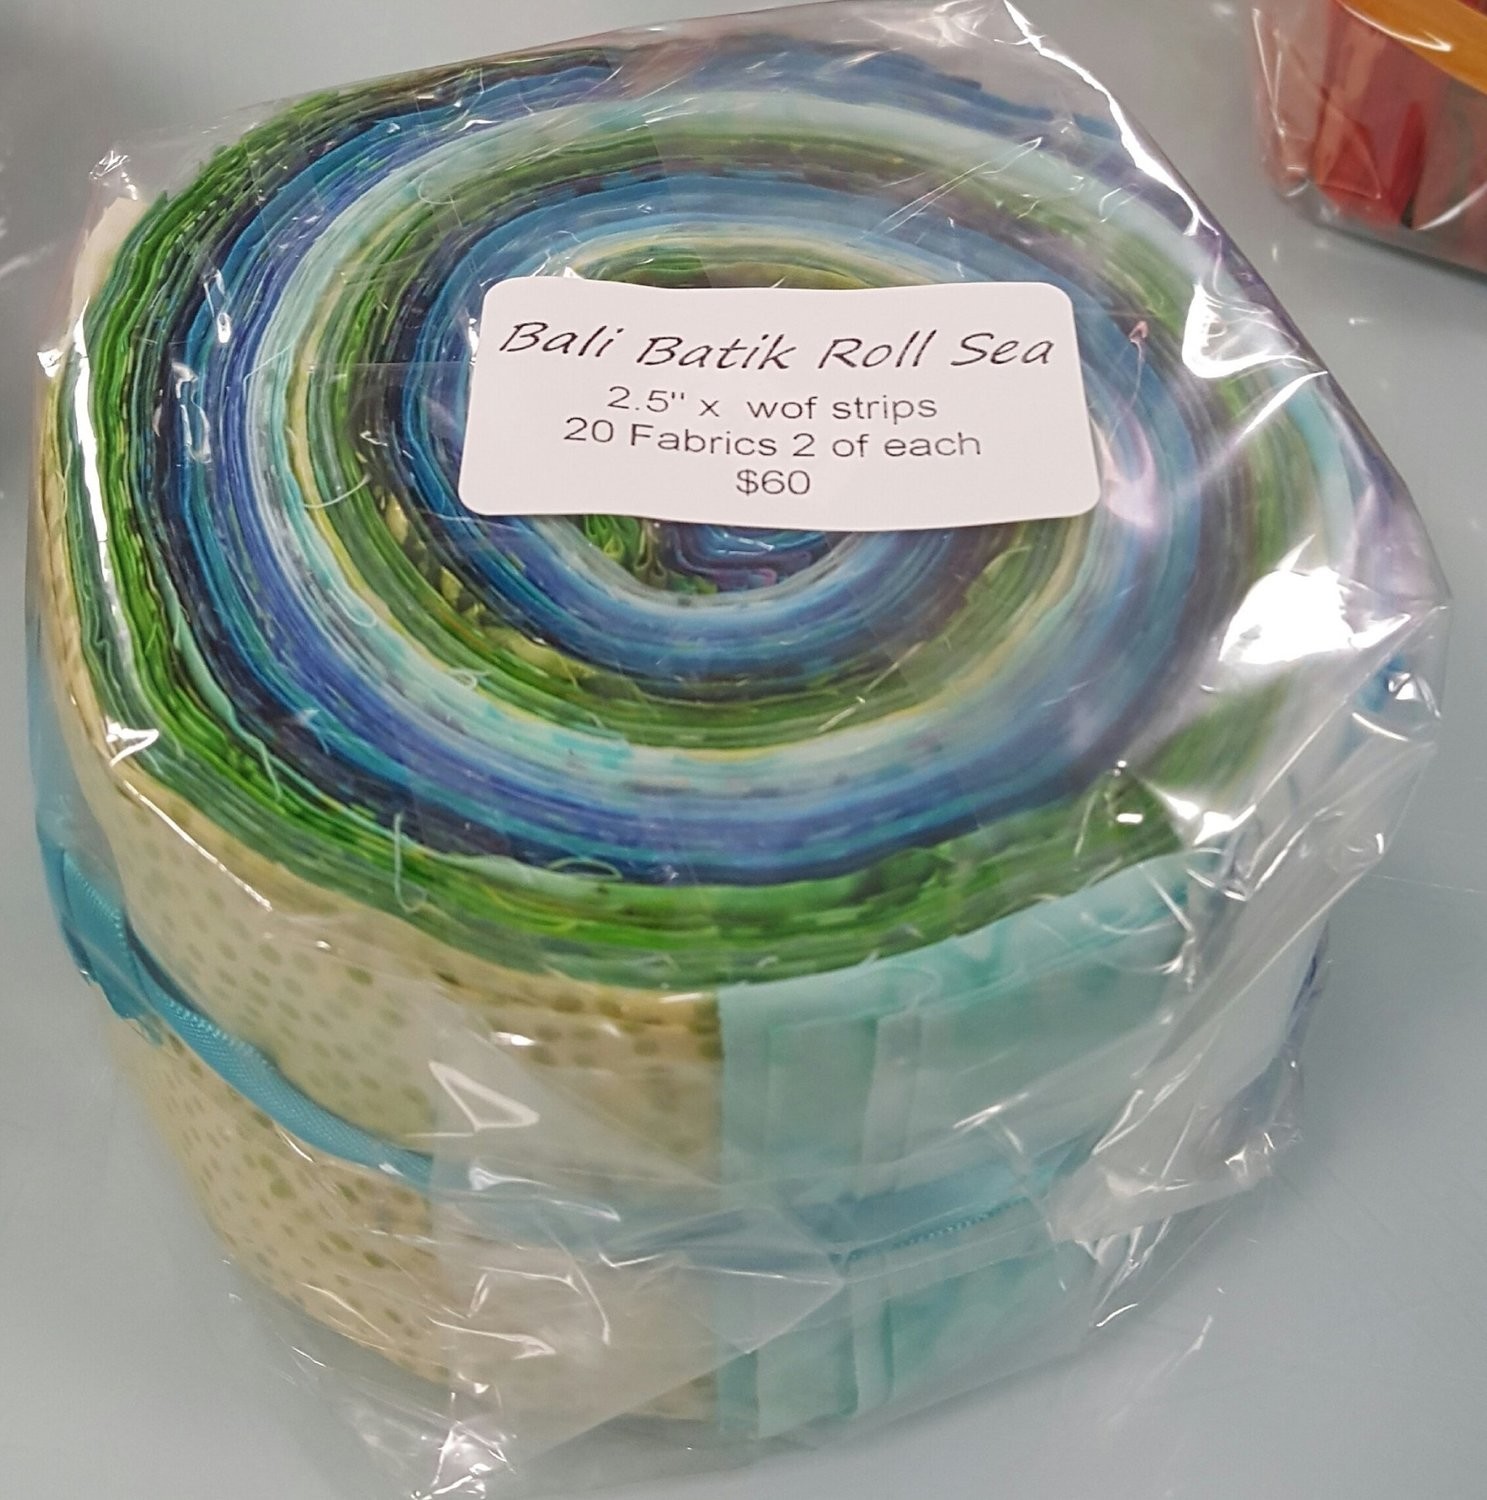 Bali Batik Roll Sea
2.5" x wof strips
20 Fabrics 2 of each
$60